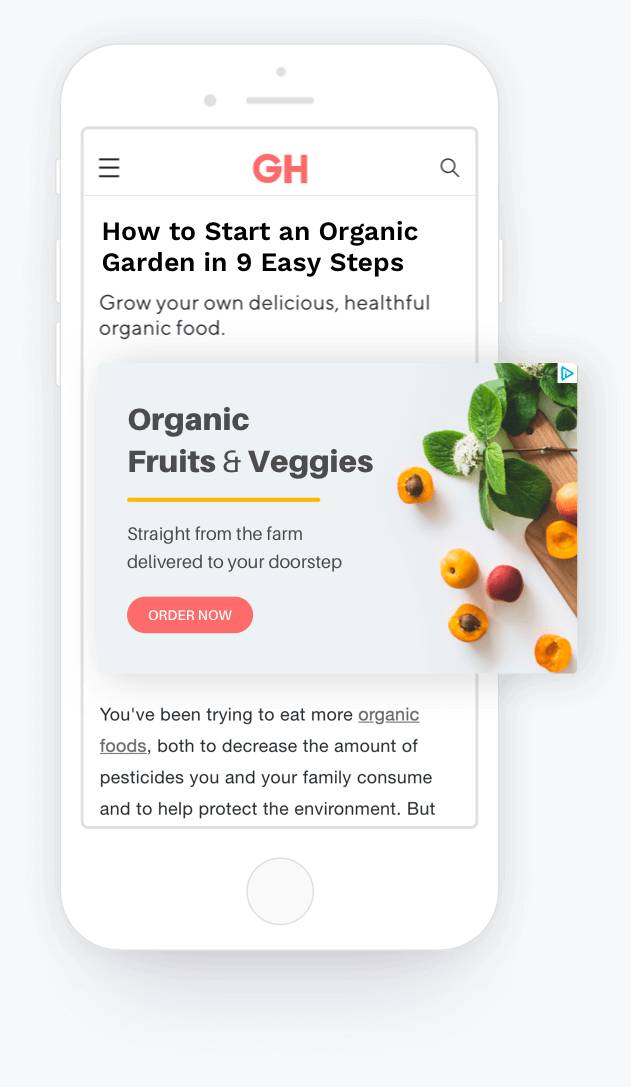 GH
How to Start an Organic
Garden in 9 Easy Steps
Grow your own delicious, healthful
organic food.
Organic
Fruits & Veggies
Straight from the farm
delivered to your doorstep
ORDER NOW
You've been trying to eat more organic
foods, both to decrease the amount of
pesticides you and your family consume
and to help protect the environment. But